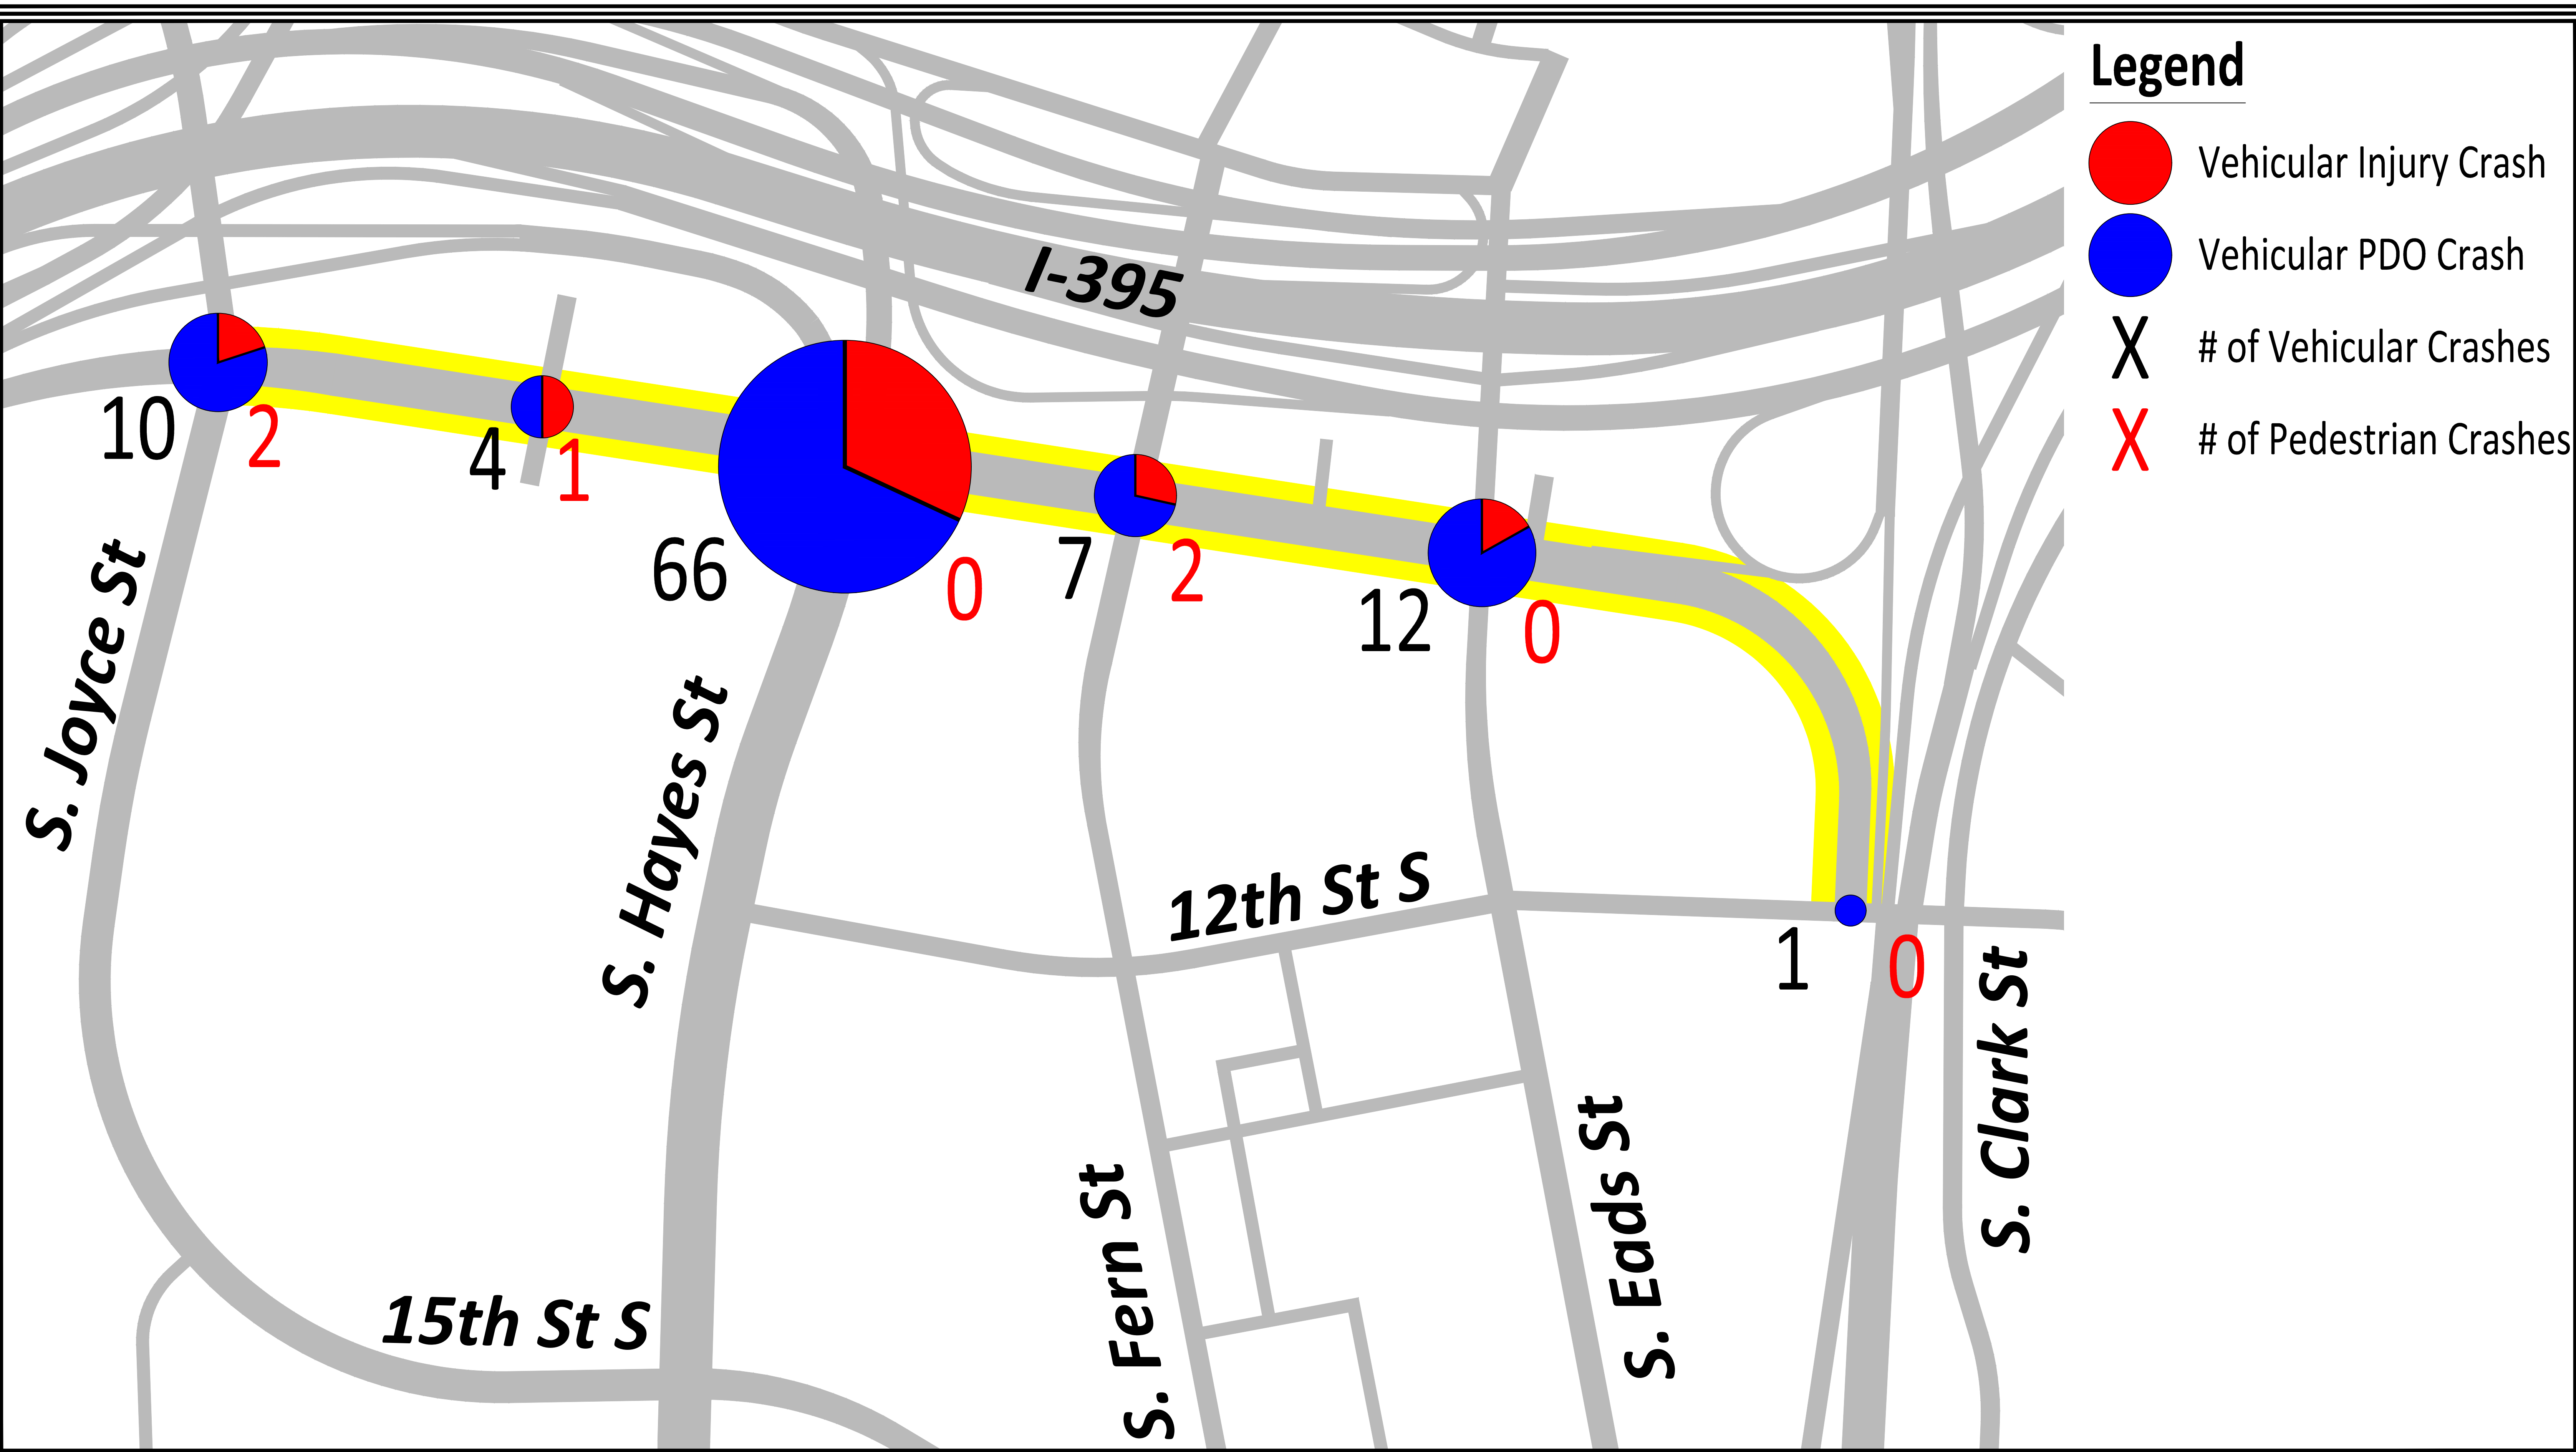 Legend
Vehicular Injury Crash
Vehicular PDO Crash
X # of Vehicular Crashes
X # of Pedestrian Crashes
I-395
10 2
4 1
66 0
7 2
12 0
1 0
S. Joyce St
S. Hayes St
12th St S
S. Clark St
S. Fern St
S. Eads St
15th St S